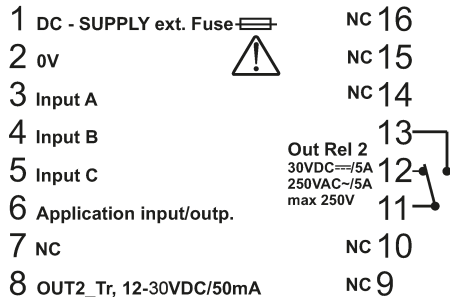 1 DC - SUPPLY ext. Fuse
2 0V
3 Input A
4 Input B
5 Input C
6 Application input/outp.
7 NC
8 OUT2_Tr, 12-30VDC/50mA
NC 16
NC 15
NC 14
13
Out Rel 2
30VDC⎓/5A 12
250VAC~/5A
max 250V 11
NC 10
NC 9